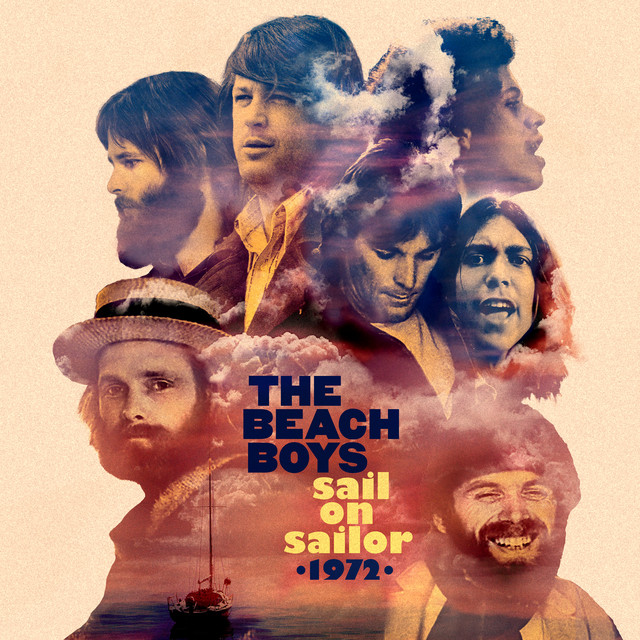 THE
BEACH
BOYS
sail
on
sailor
•1972•